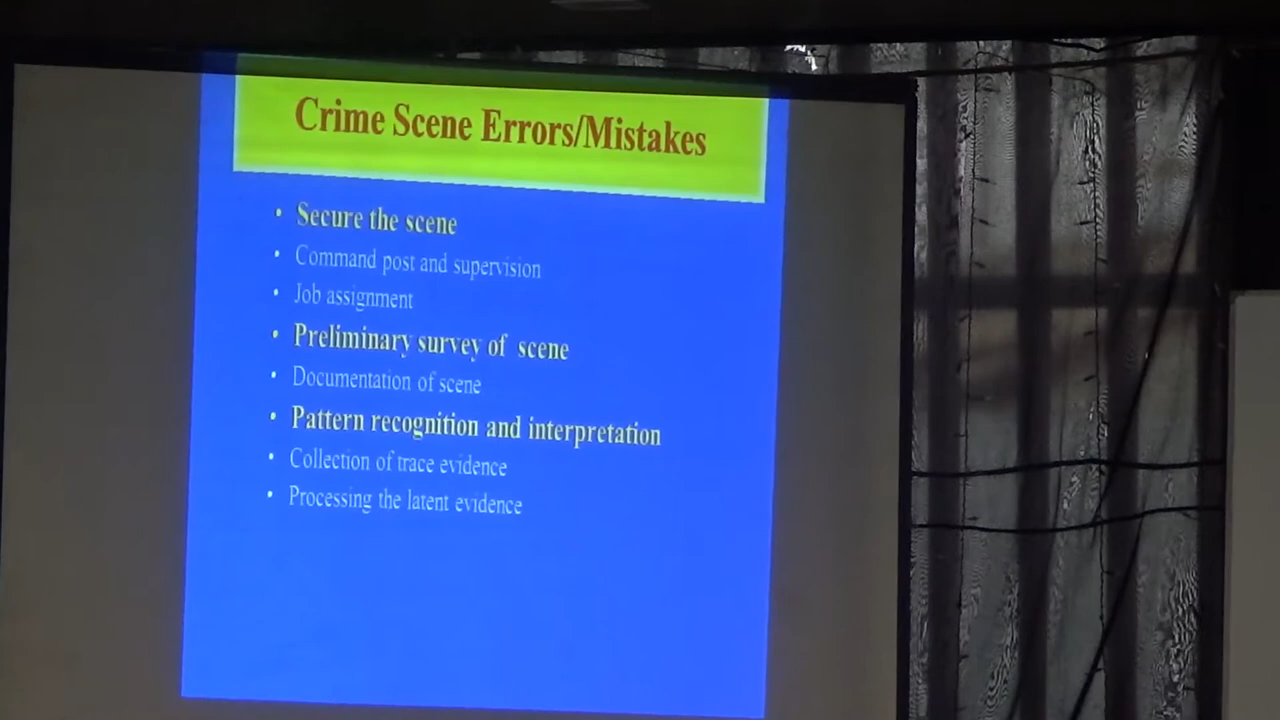 Crime Scene Errors/Mistakes
• Secure the scene
• Command post and supervision
• Job assignment
• Preliminary survey of scene
• Documentation of scene
• Pattern recognition and interpretation
• Collection of trace evidence
• Processing the latent evidence